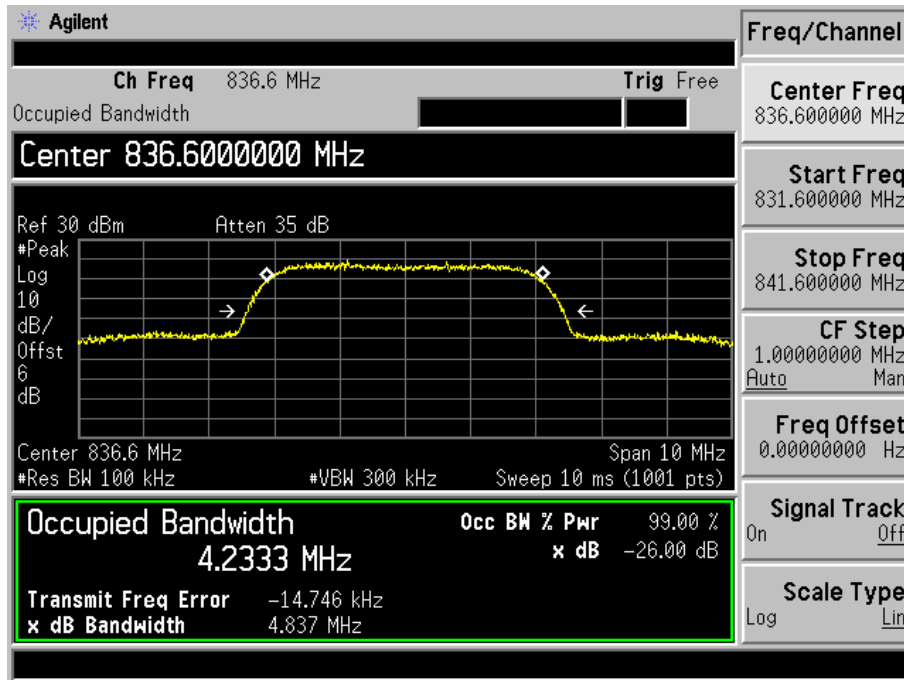 Agilent
Freq/Channel
Ch Freq 836.6 MHz Trig Free
Occupied Bandwidth
Center 836.6000000 MHz
Center Freq
836.600000 MHz
Start Freq
831.600000 MHz
Stop Freq
841.600000 MHz
CF Step
1.00000000 MHz
Auto Man
Freq Offset
0.00000000 Hz
Signal Track
On Off
Scale Type
Log Lin
Ref 30 dBm Atten 35 dB
#Peak
Log
10
dB/
Offst
6
dB
Center 836.6 MHz Span 10 MHz
#Res BW 100 kHz #VBW 300 kHz Sweep 10 ms (1001 pts)
Occupied Bandwidth
4.2333 MHz
Occ BW % Pwr 99.00 %
x dB -26.00 dB
Transmit Freq Error -14.746 kHz
x dB Bandwidth 4.837 MHz